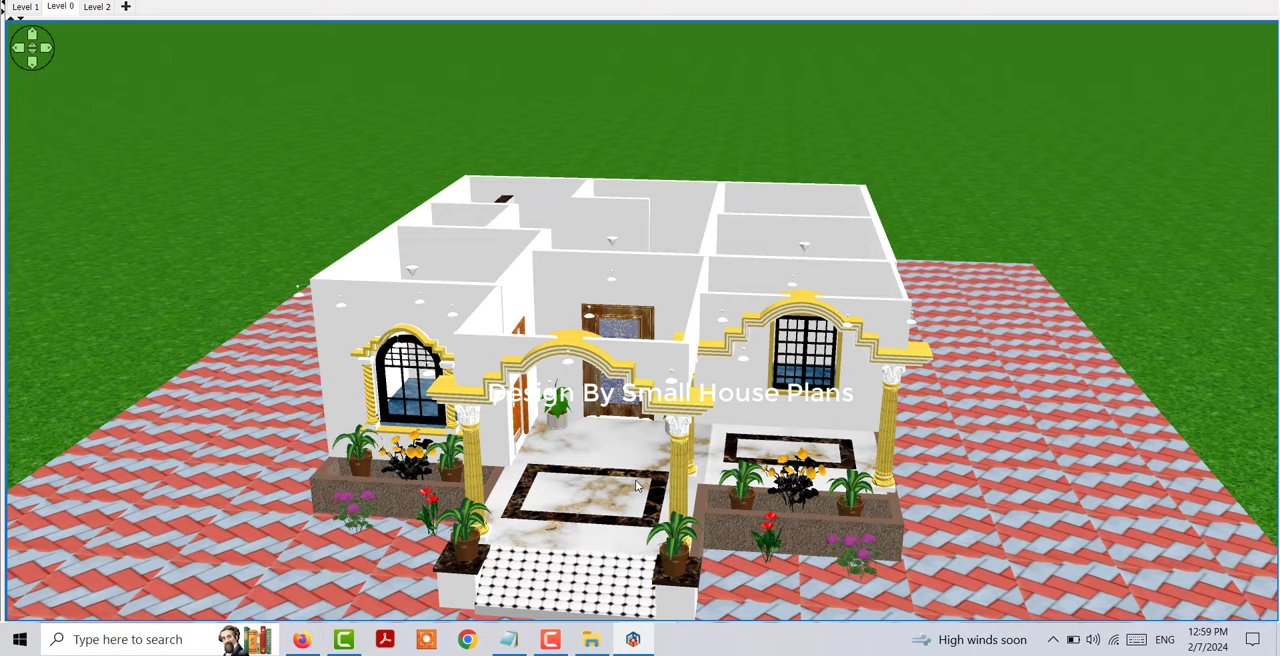 Level 1 Level 0 Level 2
Design By Small House Plans
Type here to search
High winds soon
ENG
12:59 PM
2/7/2024